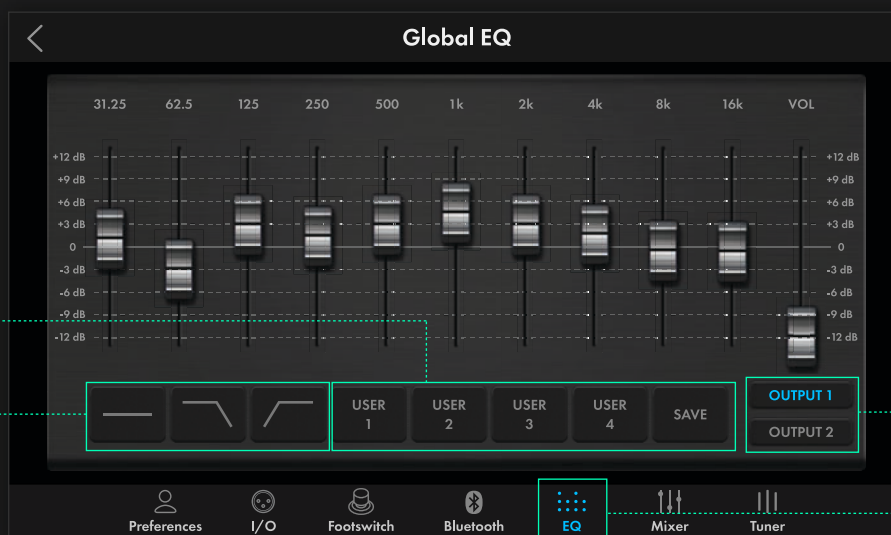 Global EQ
31.25 62.5 125 250 500 1k 2k 4k 8k 16k VOL
+12 dB +12 dB
+9 dB +9 dB
+6 dB +6 dB
+3 dB +3 dB
0 0
-3 dB -3 dB
-6 dB -6 dB
-9 dB -9 dB
-12 dB -12 dB
USER
1
USER
2
USER
3
USER
4
SAVE
OUTPUT 1
OUTPUT 2
Preferences I/O Footswitch Bluetooth EQ Mixer Tuner